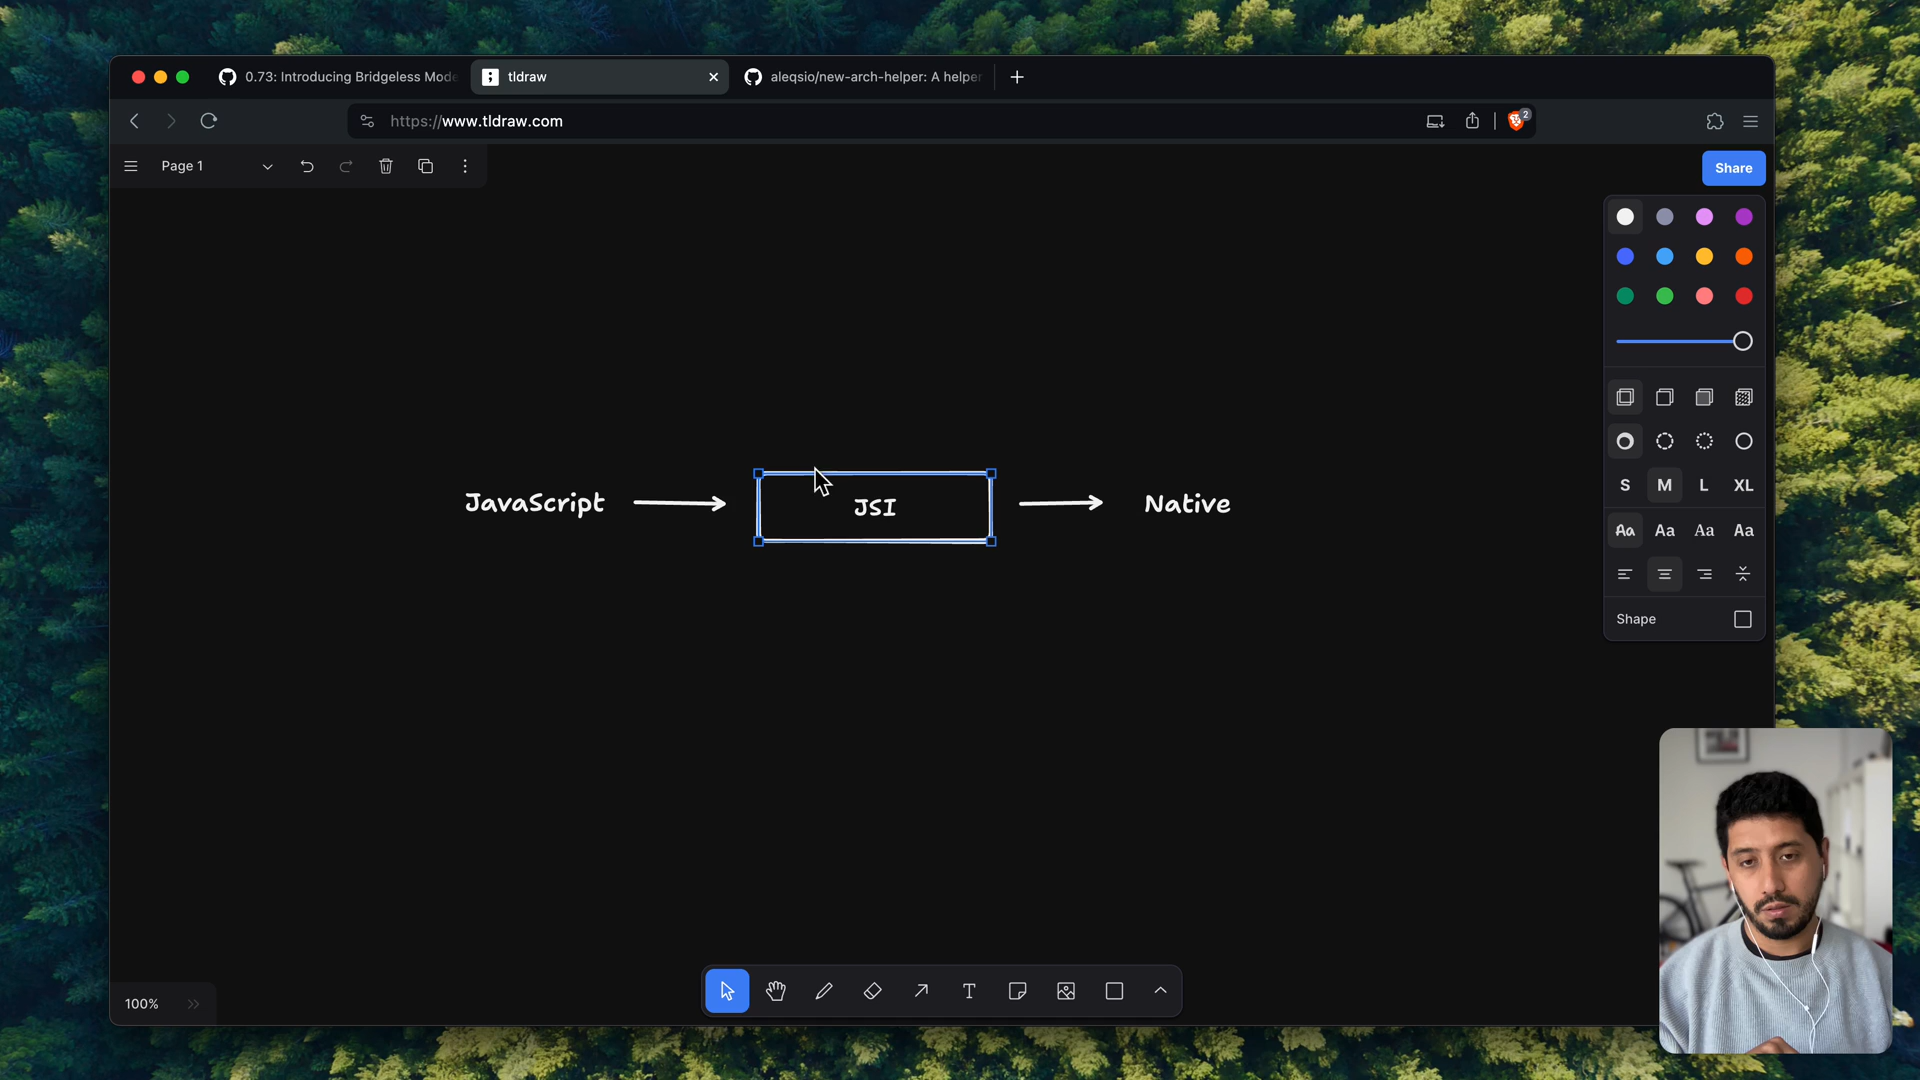 0.73: Introducing Bridgeless Mode
tldraw
aleqsio/new-arch-helper: A helper
https://www.tldraw.com
2
Page 1
Share
JavaScript
JSI
Native
S M L XL
Aa Aa Aa Aa
Shape
T
100%